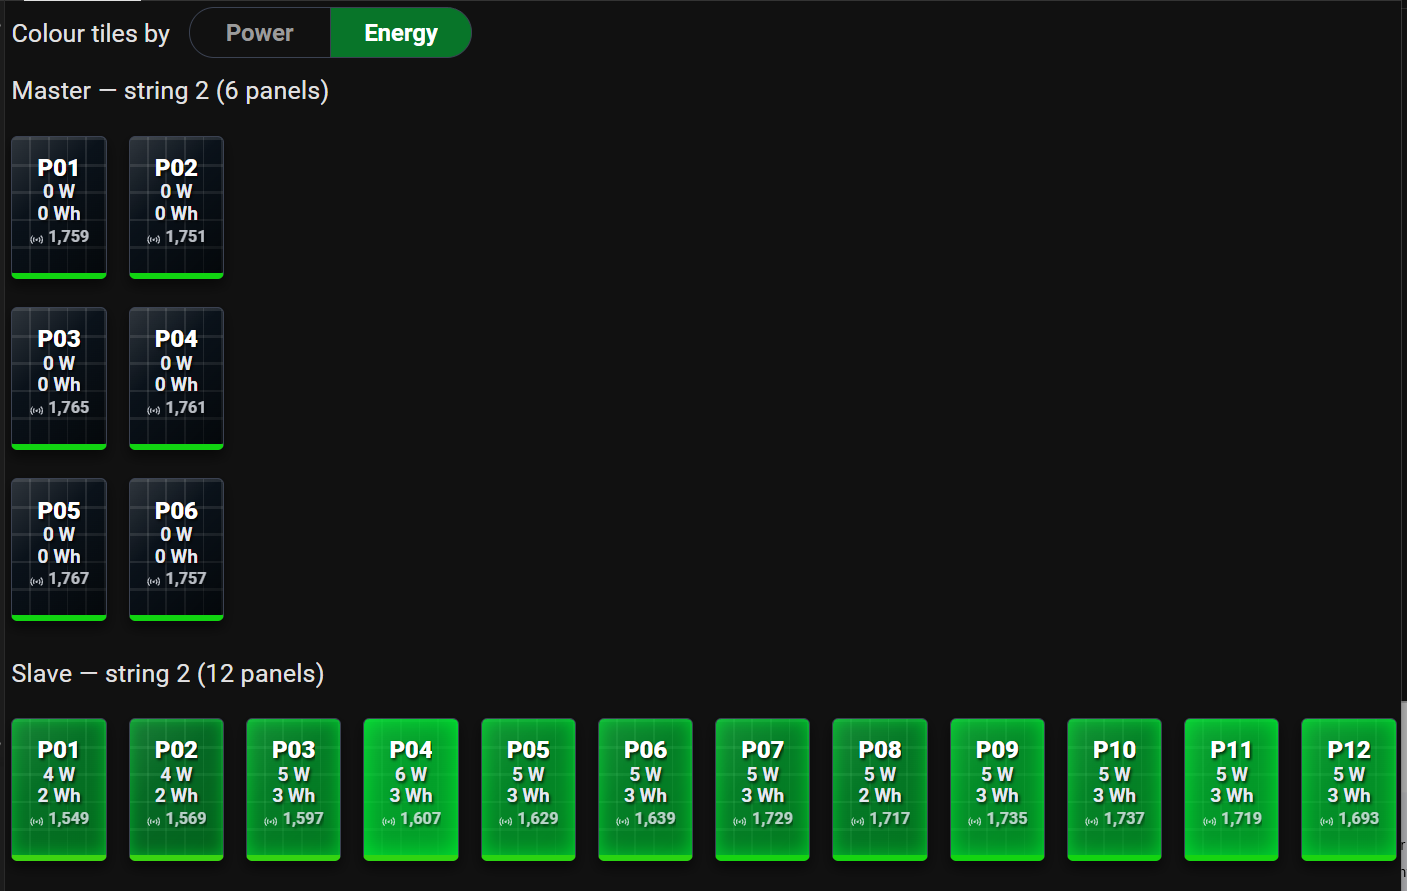 Colour tiles by Power Energy
Master — string 2 (6 panels)
P01
0 W
0 Wh
1,759
P02
0 W
0 Wh
1,751
P03
0 W
0 Wh
1,765
P04
0 W
0 Wh
1,761
P05
0 W
0 Wh
1,767
P06
0 W
0 Wh
1,757
Slave — string 2 (12 panels)
P01
4 W
2 Wh
1,549
P02
4 W
2 Wh
1,569
P03
5 W
3 Wh
1,597
P04
6 W
3 Wh
1,607
P05
5 W
3 Wh
1,629
P06
5 W
3 Wh
1,639
P07
5 W
3 Wh
1,729
P08
5 W
2 Wh
1,717
P09
5 W
3 Wh
1,735
P10
5 W
3 Wh
1,737
P11
5 W
3 Wh
1,719
P12
5 W
3 Wh
1,693